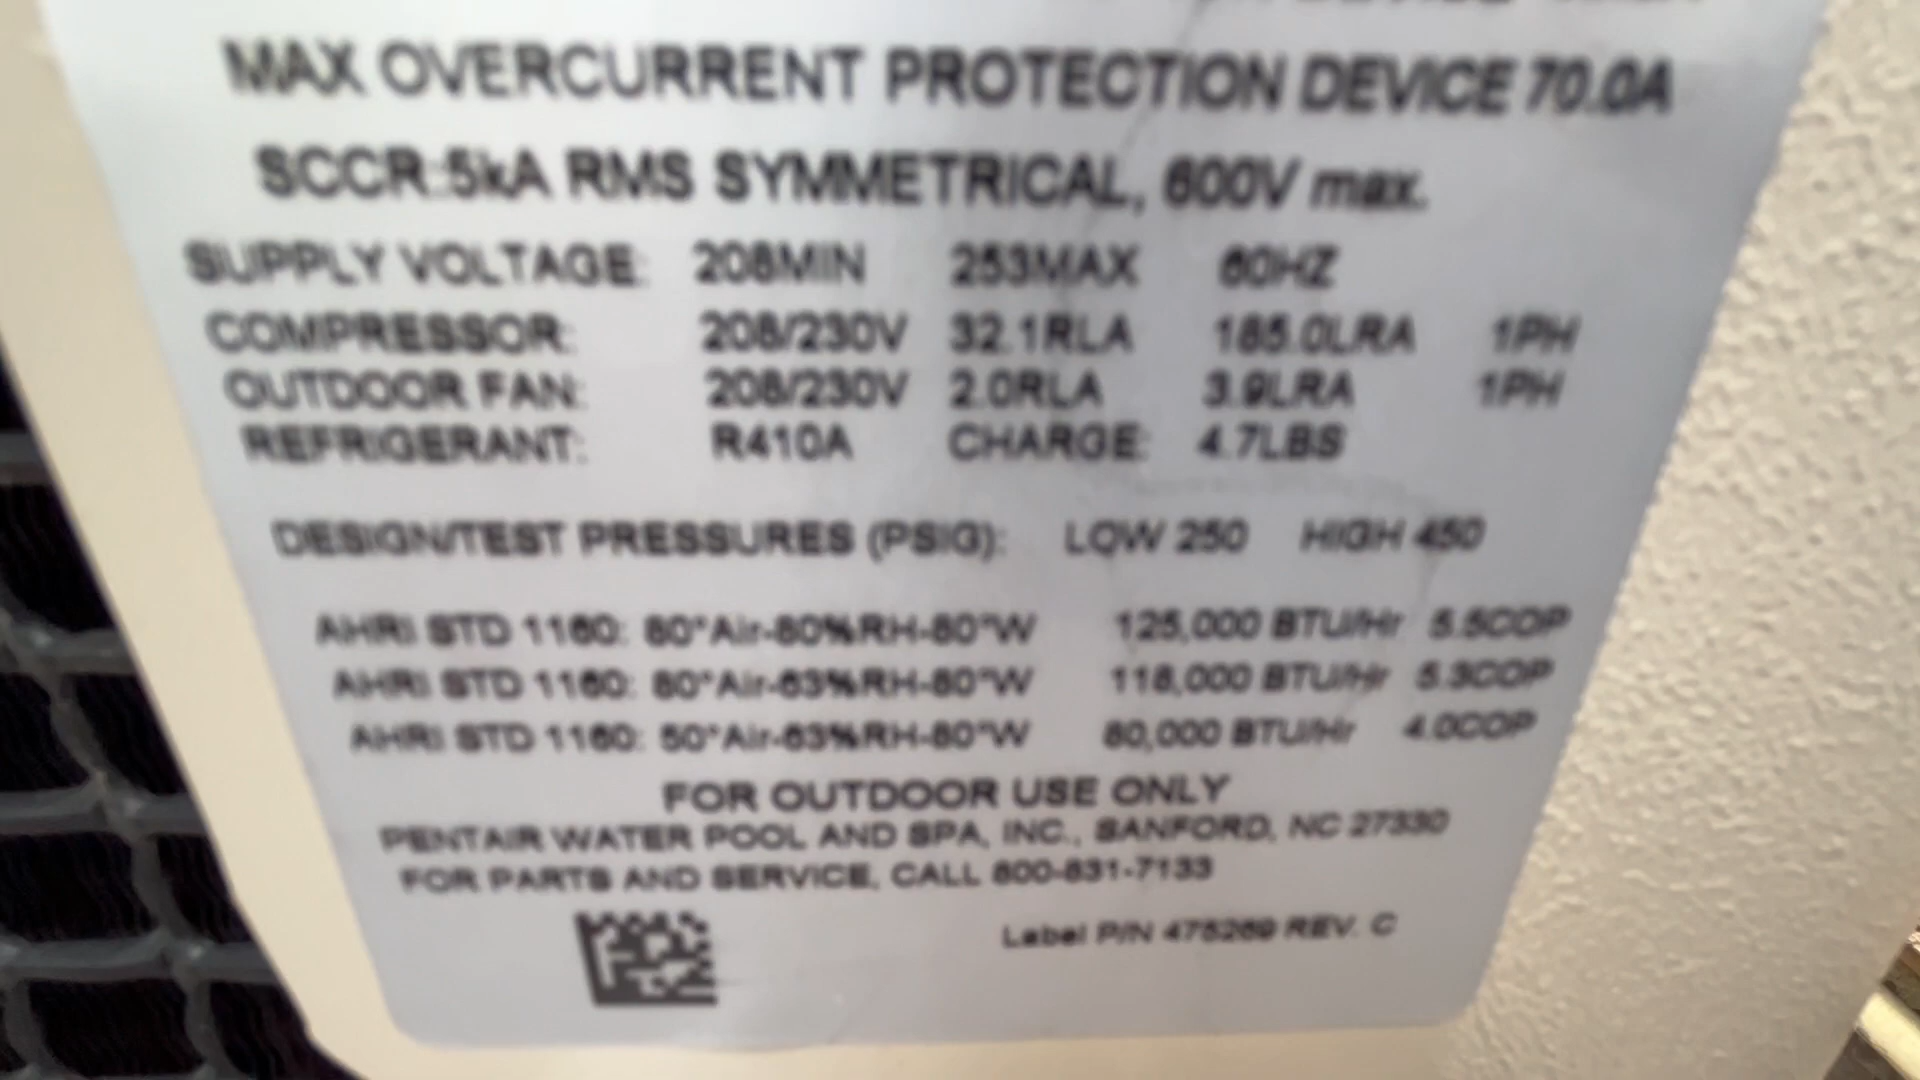 MAX OVERCURRENT PROTECTION DEVICE 70.0A
SCCR:5kA RMS SYMMETRICAL, 600V max.
SUPPLY VOLTAGE: 208MIN 253MAX 60HZ
COMPRESSOR: 208/230V 32.1RLA 185.0LRA 1PH
OUTDOOR FAN: 208/230V 2.0RLA 3.9LRA 1PH
REFRIGERANT: R410A CHARGE: 4.7LBS
DESIGN/TEST PRESSURES (PSIG): LOW 250 HIGH 450
AHRI STD 1160: 80°Air-80%RH-80°W 125,000 BTU/Hr 5.5COP
AHRI STD 1160: 80°Air-63%RH-80°W 118,000 BTU/Hr 5.3COP
AHRI STD 1160: 50°Air-63%RH-80°W 80,000 BTU/Hr 4.0COP
FOR OUTDOOR USE ONLY
PENTAIR WATER POOL AND SPA, INC., SANFORD, NC 27330
FOR PARTS AND SERVICE, CALL 800-831-7133
Label P/N 475269 REV. C